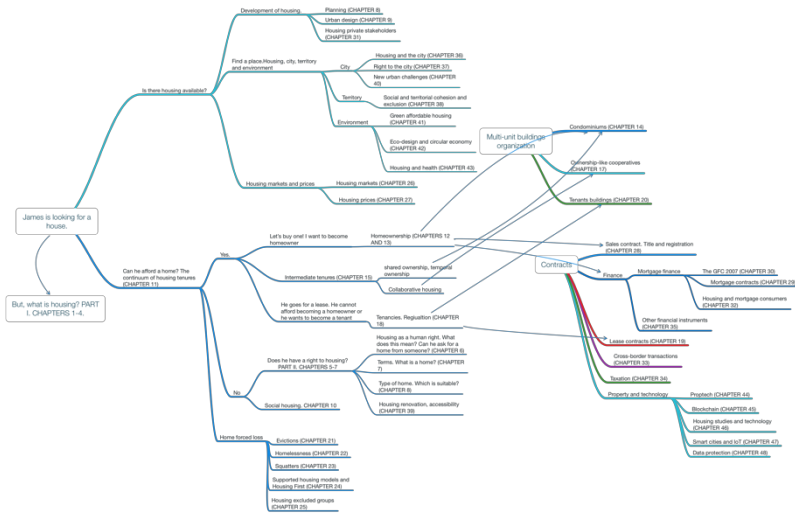 Development of housing.
Planning (CHAPTER 8)
Urban design (CHAPTER 9)
Housing private stakeholders
(CHAPTER 31)
Find a place.Housing, city, territory
and environment
City
Housing and the city (CHAPTER 36)
Right to the city (CHAPTER 37)
New urban challenges (CHAPTER
40)
Territory
Social and territorial cohesion and
exclusion (CHAPTER 38)
Environment
Green affordable housing
(CHAPTER 41)
Eco-design and circular economy
(CHAPTER 42)
Housing and health (CHAPTER 43)
Is there housing available?
Housing markets and prices
Housing markets (CHAPTER 26)
Housing prices (CHAPTER 27)
James is looking for a
house.
But, what is housing? PART
I. CHAPTERS 1-4.
Can he afford a home? The
continuum of housing tenures
(CHAPTER 11)
Yes.
Let's buy one! I want to become
homeowner
Homeownership (CHAPTERS 12
AND 13)
Intermediate tenures (CHAPTER 15)
shared ownership, temporal
ownership
Collaborative housing
He goes for a lease. He cannot
afford becoming a homeowner or
he wants to become a tenant
Tenancies. Regulation (CHAPTER
18)
No
Does he have a right to housing?
PART II. CHAPTERS 5-7
Housing as a human right. What
does this mean? Can he ask for a
home from someone? (CHAPTER 6)
Terms. What is a home? (CHAPTER
7)
Type of home. Which is suitable?
(CHAPTER 8)
Housing renovation, accessibility
(CHAPTER 39)
Social housing. CHAPTER 10
Home forced loss
Evictions (CHAPTER 21)
Homelessness (CHAPTER 22)
Squatters (CHAPTER 23)
Supported housing models and
Housing First (CHAPTER 24)
Housing excluded groups
(CHAPTER 25)
Multi-unit buildings
organization
Condominiums (CHAPTER 14)
Ownership-like cooperatives
(CHAPTER 17)
Tenants buildings (CHAPTER 20)
Contracts
Sales contract. Title and registration
(CHAPTER 28)
Finance
Mortgage finance
The GFC 2007 (CHAPTER 30)
Mortgage contracts (CHAPTER 29)
Housing and mortgage consumers
(CHAPTER 32)
Other financial instruments
(CHAPTER 35)
Lease contracts (CHAPTER 19)
Cross-border transactions
(CHAPTER 33)
Taxation (CHAPTER 34)
Property and technology
Proptech (CHAPTER 44)
Blockchain (CHAPTER 45)
Housing studies and technology
(CHAPTER 46)
Smart cities and IoT (CHAPTER 47)
Data protection (CHAPTER 48)